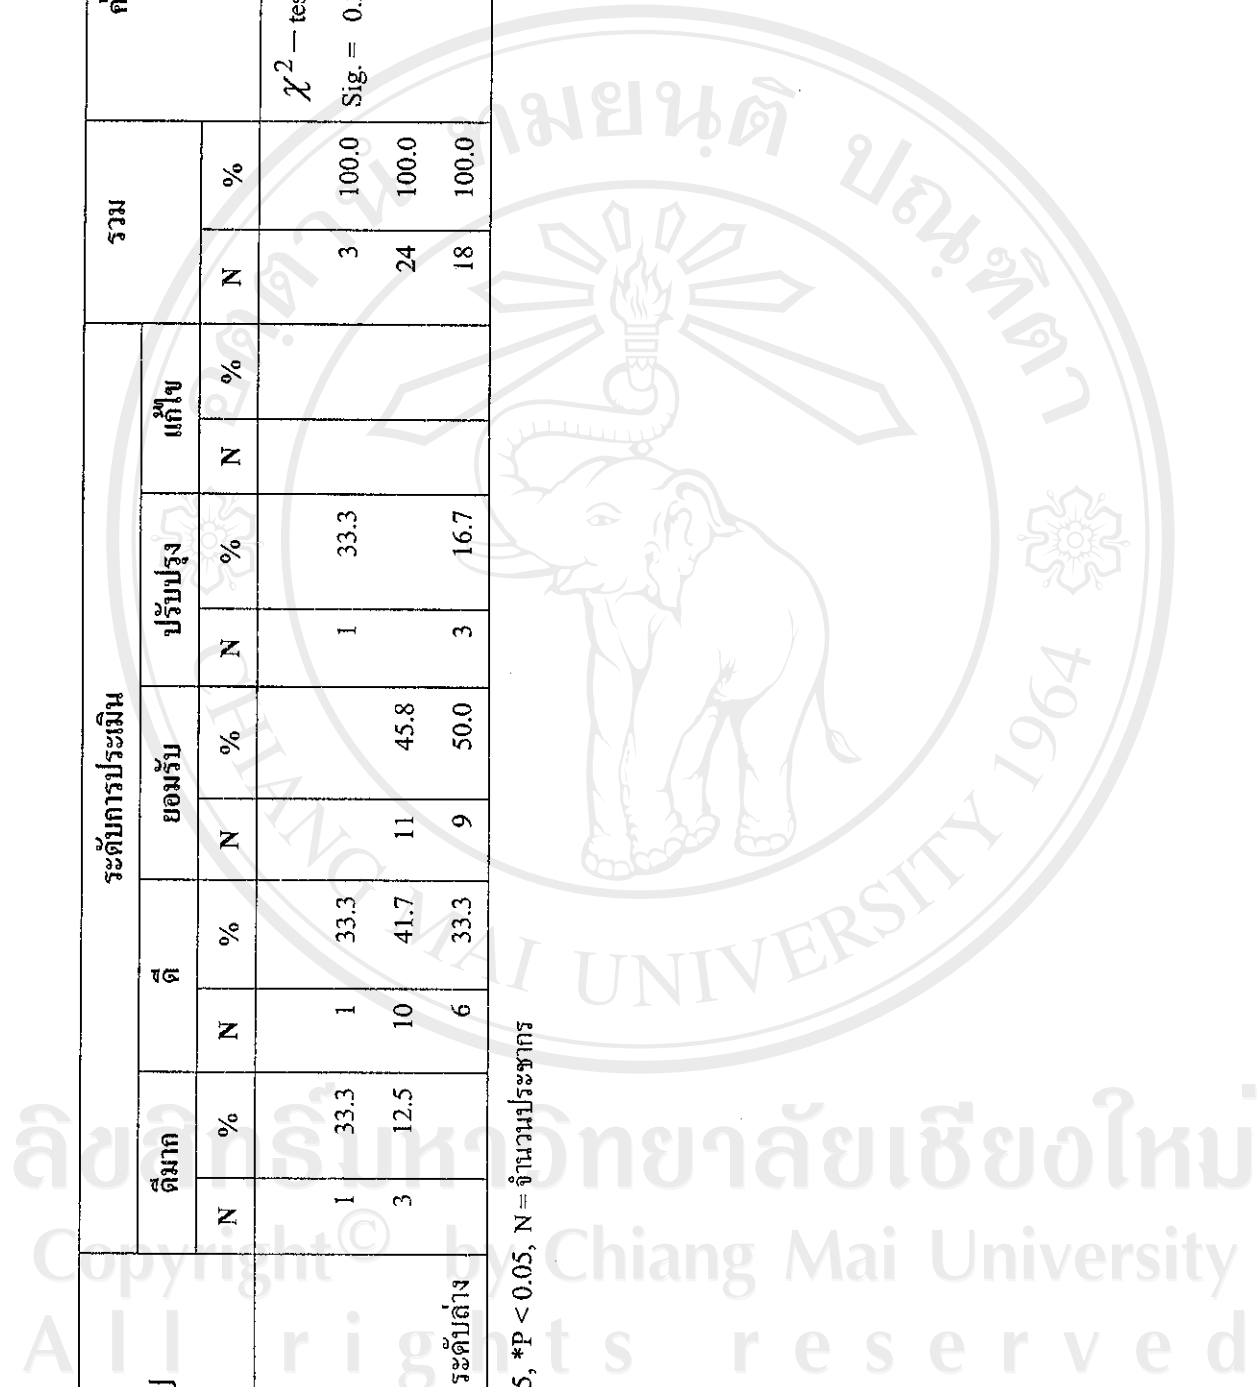 ระดับการประเมิน รวม
ดีมาก ดี ยอมรับ ปรับปรุง แก้ไข
N % N % N % N % N % N %
χ² – tes
1 33.3 1 33.3 1 33.3 3 100.0 Sig. = 0.
3 12.5 10 41.7 11 45.8 24 100.0
ระดับล่าง 6 33.3 9 50.0 3 16.7 18 100.0
5, *P < 0.05, N = จำนวนประชากร
CHIANG MAI UNIVERSITY 1964
ลิขสิทธิ์มหาวิทยาลัยเชียงใหม่
Copyright© by Chiang Mai University
All rights reserved